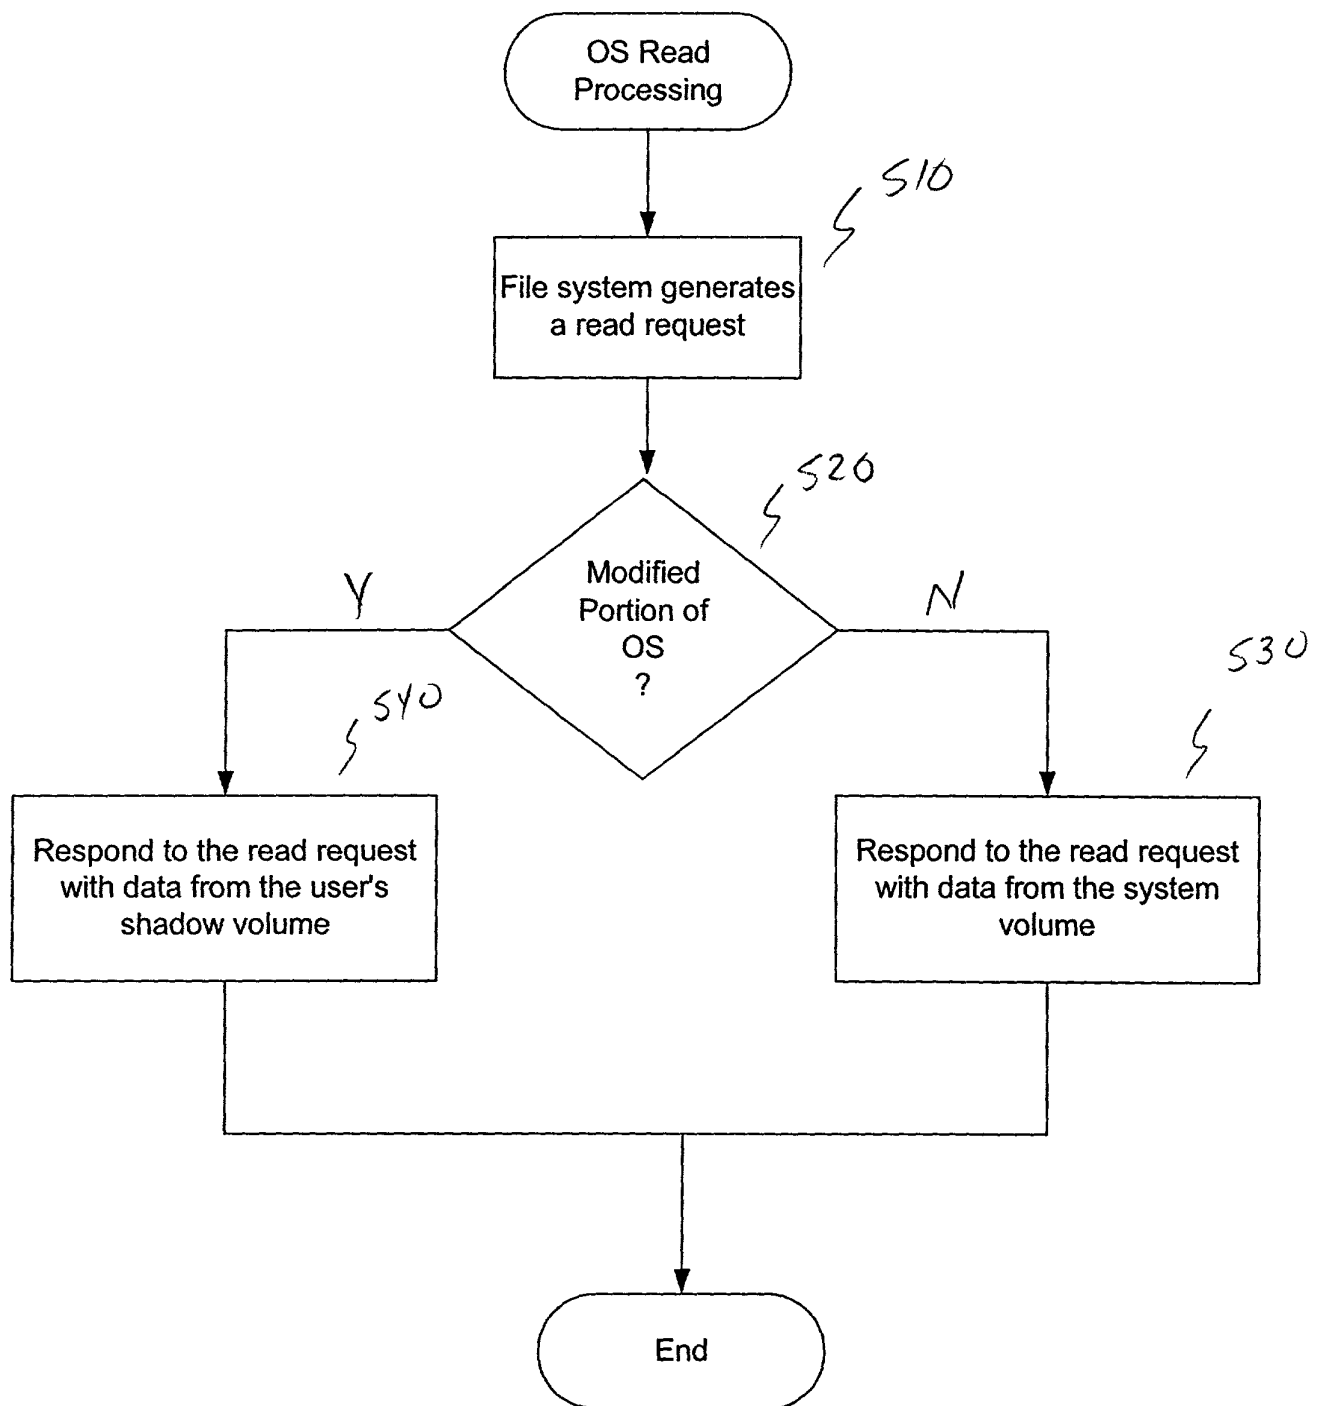 OS Read
Processing
510
File system generates
a read request
520
Modified
Portion of
OS
?
Y
N
540
530
Respond to the read request
with data from the user's
shadow volume
Respond to the read request
with data from the system
volume
End